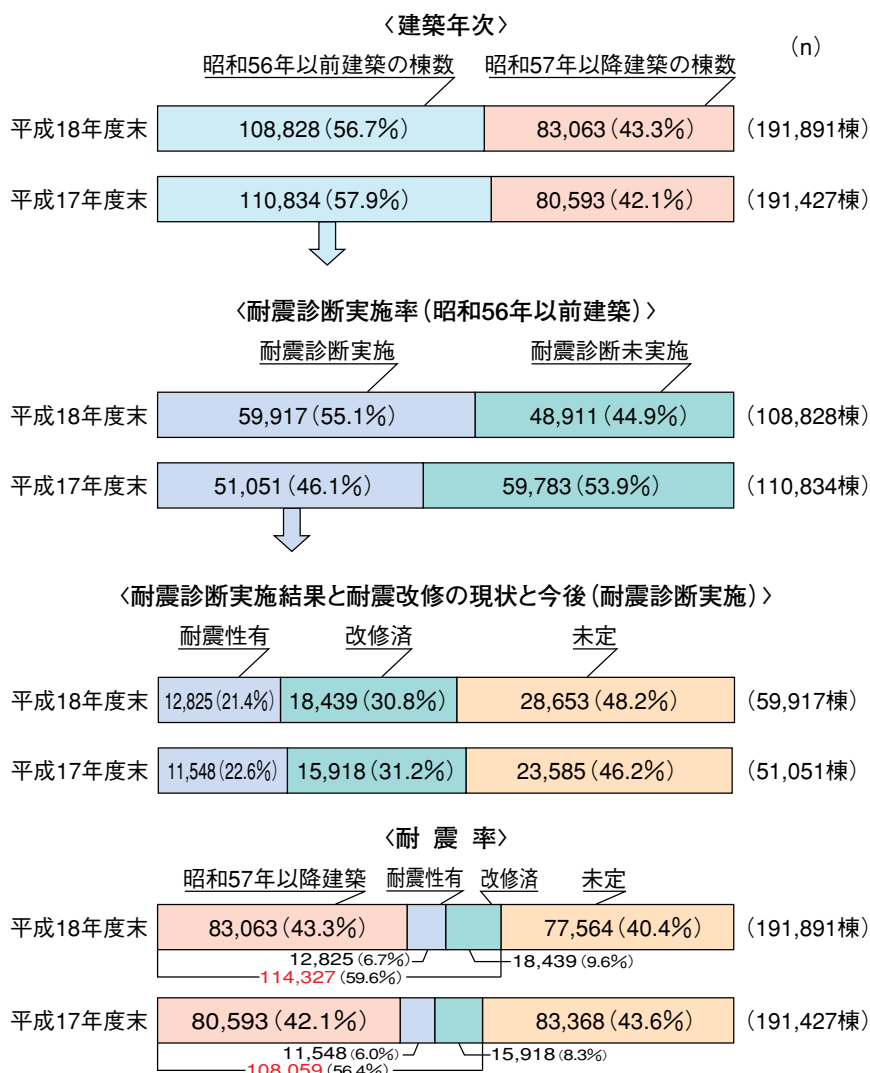 〈建築年次〉
(n)
昭和56年以前建築の棟数 昭和57年以降建築の棟数
平成18年度末 108,828(56.7%) 83,063(43.3%) (191,891棟)
平成17年度末 110,834(57.9%) 80,593(42.1%) (191,427棟)
〈耐震診断実施率(昭和56年以前建築)〉
耐震診断実施 耐震診断未実施
平成18年度末 59,917(55.1%) 48,911(44.9%) (108,828棟)
平成17年度末 51,051(46.1%) 59,783(53.9%) (110,834棟)
〈耐震診断実施結果と耐震改修の現状と今後(耐震診断実施)〉
耐震性有 改修済 未定
平成18年度末 12,825(21.4%) 18,439(30.8%) 28,653(48.2%) (59,917棟)
平成17年度末 11,548(22.6%) 15,918(31.2%) 23,585(46.2%) (51,051棟)
〈耐 震 率〉
昭和57年以降建築 耐震性有 改修済 未定
平成18年度末 83,063(43.3%) 77,564(40.4%) (191,891棟)
12,825(6.7%) 18,439(9.6%)
114,327(59.6%)
平成17年度末 80,593(42.1%) 83,368(43.6%) (191,427棟)
11,548(6.0%) 15,918(8.3%)
108,059(56.4%)